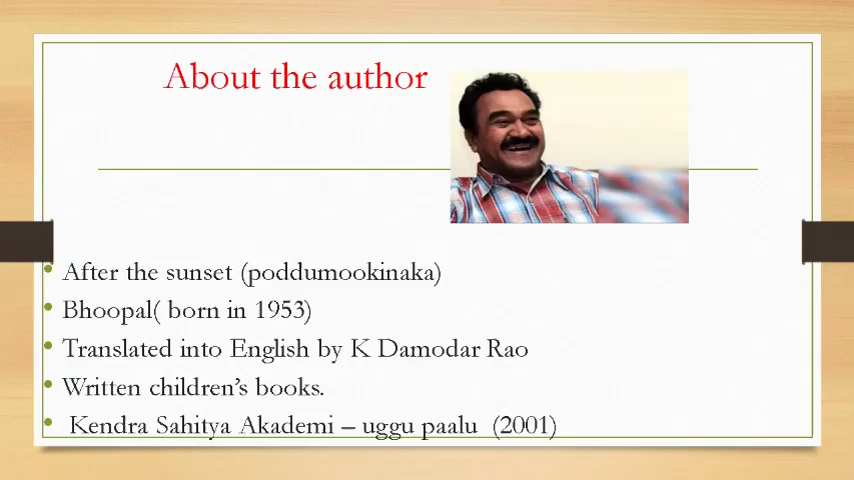 About the author
• After the sunset (poddumookinaka)
• Bhoopal( born in 1953)
• Translated into English by K Damodar Rao
• Written children’s books.
• Kendra Sahitya Akademi – uggu paalu (2001)